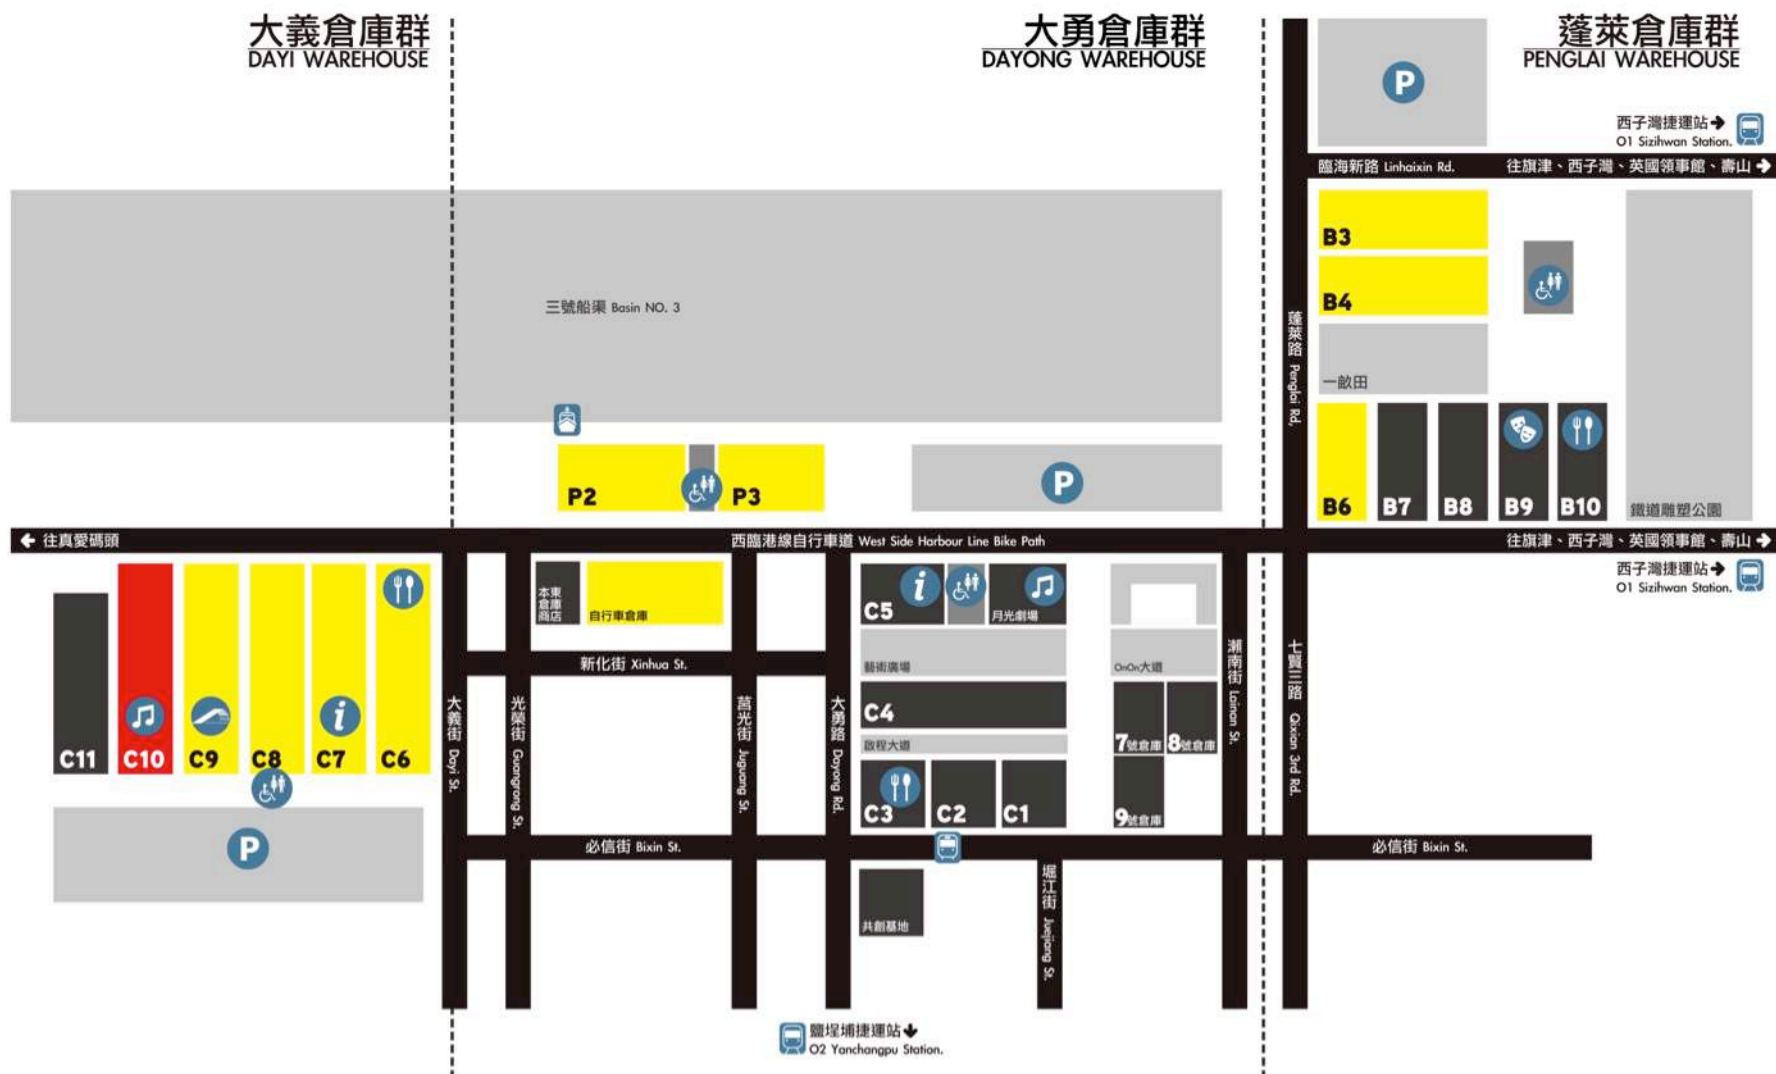 大義倉庫群
DAYI WAREHOUSE
大勇倉庫群
DAYONG WAREHOUSE
蓬萊倉庫群
PENGLAI WAREHOUSE
P
西子灣捷運站
O1 Sizihwan Station.
臨海新路 Linhaixin Rd.
往旗津、西子灣、英國領事館、壽山
B3
B4
三號船渠 Basin NO. 3
蓬萊路 Penglai Rd,
一畝田
P2
P3
P
B6
B7
B8
B9
B10
鐵道雕塑公園
往真愛碼頭
西臨港線自行車道 West Side Harbour Line Bike Path
往旗津、西子灣、英國領事館、壽山
西子灣捷運站
O1 Sizihwan Station.
本東
倉庫
商店
自行車倉庫
C5
i
月光劇場
新化街 Xinhua St.
藝術廣場
OnOn大道
C4
啟程大道
7號倉庫
8號倉庫
C11
C10
C9
C8
i
C7
C6
大義街 Dayi St.
光榮街 Guangrong St.
莒光街 Juguang St.
大勇路 Dayong Rd.
瀨南街 Lainan St.
七賢三路 Qixian 3rd Rd.
C3
C2
C1
9號倉庫
P
必信街 Bixin St.
必信街 Bixin St.
共創基地
堀江街 Juejiang St.
鹽埕埔捷運站
O2 Yanchangpu Station.